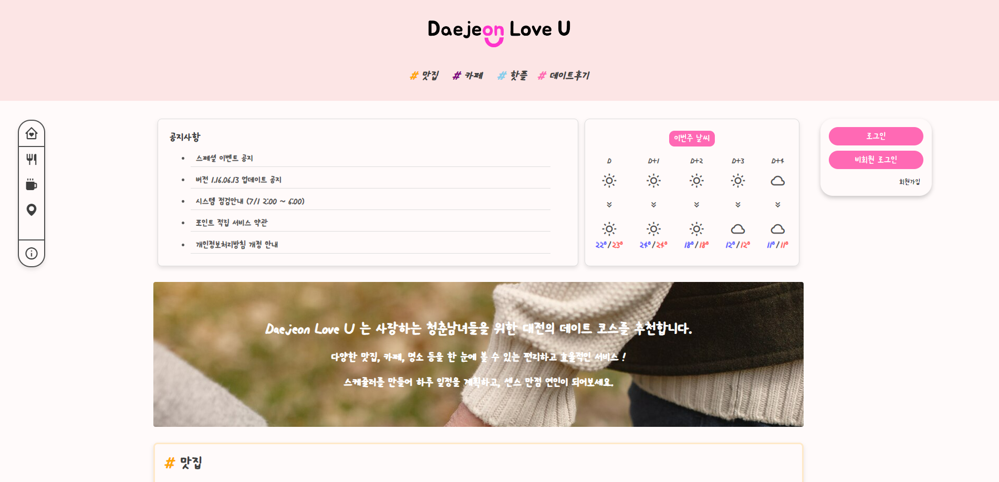 Daejeon Love U
# 맛집 # 카페 # 핫플 # 데이트후기
공지사항
스페셜 이벤트 공지
버전 1.16.06.13 업데이트 공지
시스템 점검안내 (7/1 2:00 ~ 6:00)
포인트 적립 서비스 약관
개인정보처리방침 개정 안내
이번주 날씨
D D+1 D+2 D+3 D+4
22°/23° 24°/24° 18°/18° 12°/12° 11°/11°
로그인
비회원 로그인
회원가입
Daejeon Love U 는 사랑하는 청춘남녀들을 위한 대전의 데이트 코스를 추천합니다.
다양한 맛집, 카페, 명소 등을 한 눈에 볼 수 있는 편리하고 효율적인 서비스 !
스케줄러를 만들어 하루 일정을 계획하고, 센스 만점 연인이 되어보세요.
# 맛집